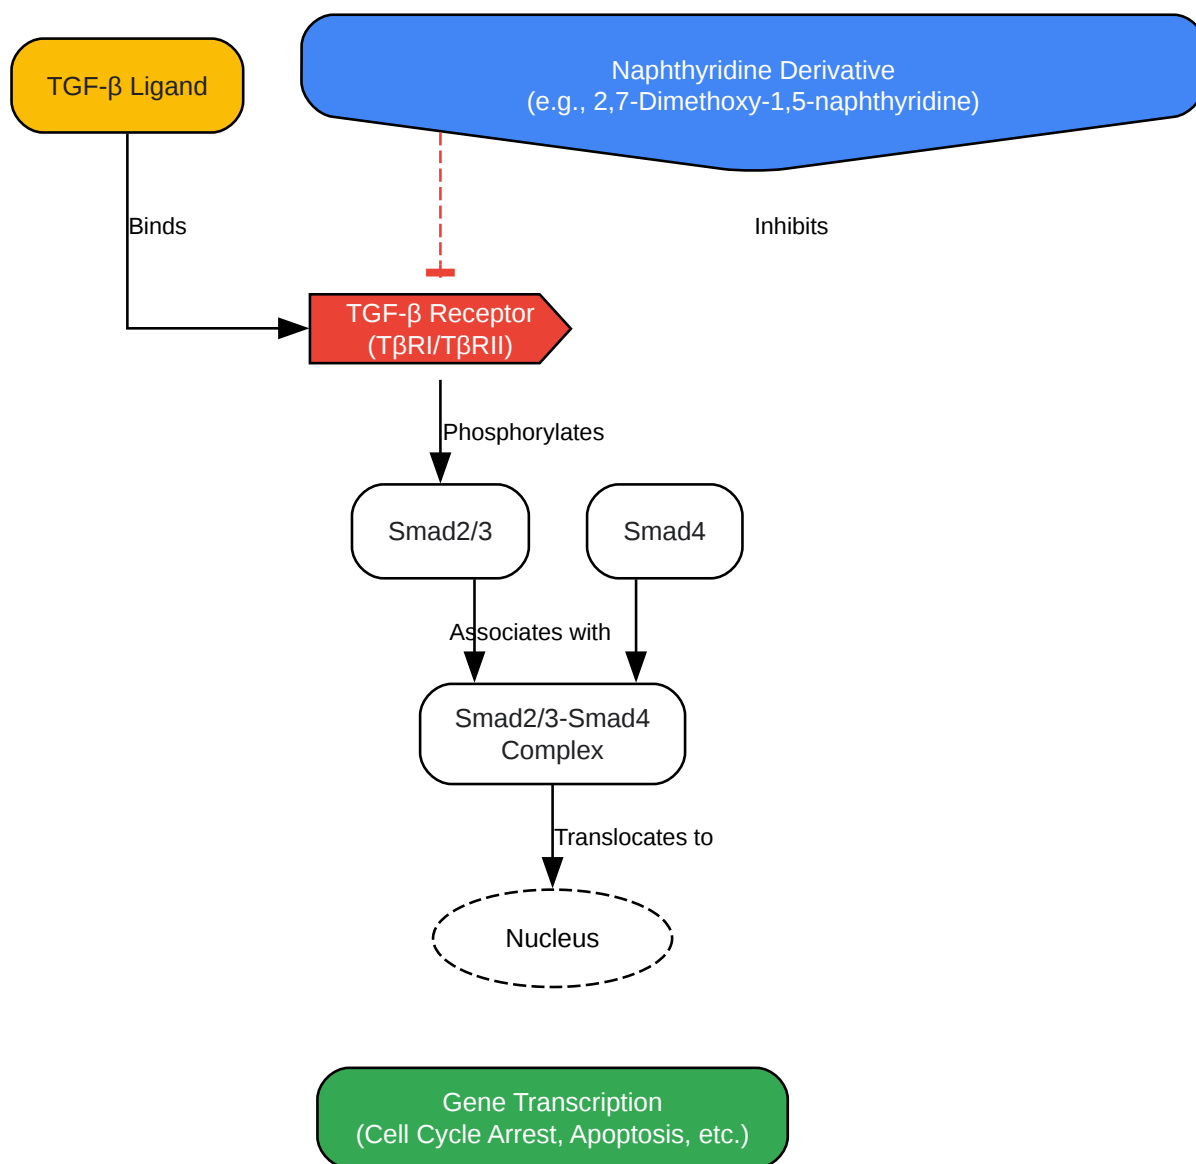 TGF-β Ligand
Naphthyridine Derivative
(e.g., 2,7-Dimethoxy-1,5-naphthyridine)
Binds
Inhibits
TGF-β Receptor
(TβRI/TβRII)
Phosphorylates
Smad2/3
Smad4
Associates with
Smad2/3-Smad4
Complex
Translocates to
Nucleus
Gene Transcription
(Cell Cycle Arrest, Apoptosis, etc.)